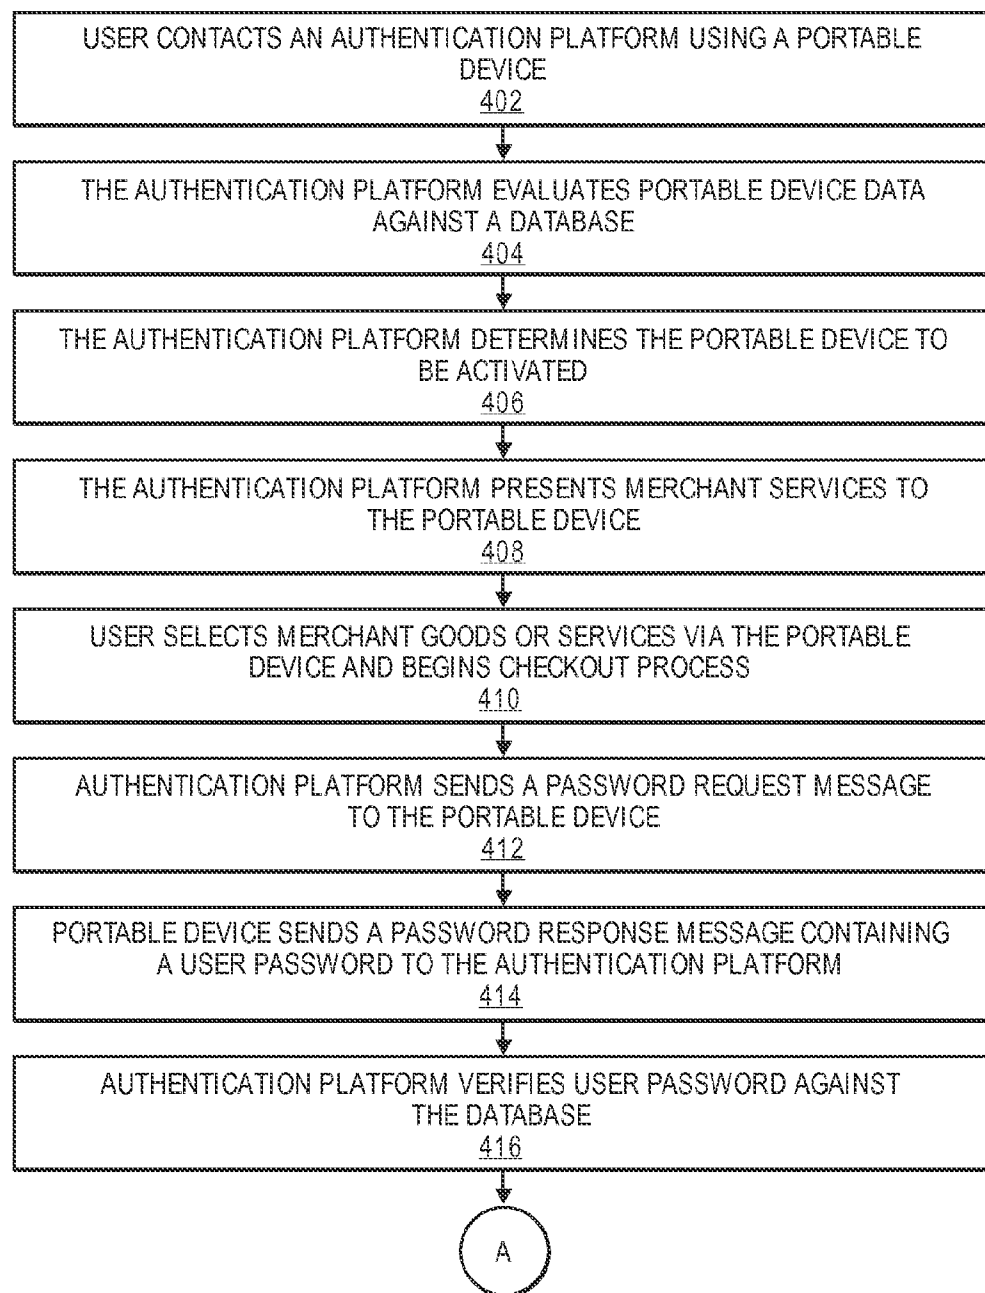 USER CONTACTS AN AUTHENTICATION PLATFORM USING A PORTABLE
DEVICE
402
THE AUTHENTICATION PLATFORM EVALUATES PORTABLE DEVICE DATA
AGAINST A DATABASE
404
THE AUTHENTICATION PLATFORM DETERMINES THE PORTABLE DEVICE TO
BE ACTIVATED
406
THE AUTHENTICATION PLATFORM PRESENTS MERCHANT SERVICES TO
THE PORTABLE DEVICE
408
USER SELECTS MERCHANT GOODS OR SERVICES VIA THE PORTABLE
DEVICE AND BEGINS CHECKOUT PROCESS
410
AUTHENTICATION PLATFORM SENDS A PASSWORD REQUEST MESSAGE
TO THE PORTABLE DEVICE
412
PORTABLE DEVICE SENDS A PASSWORD RESPONSE MESSAGE CONTAINING
A USER PASSWORD TO THE AUTHENTICATION PLATFORM
414
AUTHENTICATION PLATFORM VERIFIES USER PASSWORD AGAINST
THE DATABASE
416
A